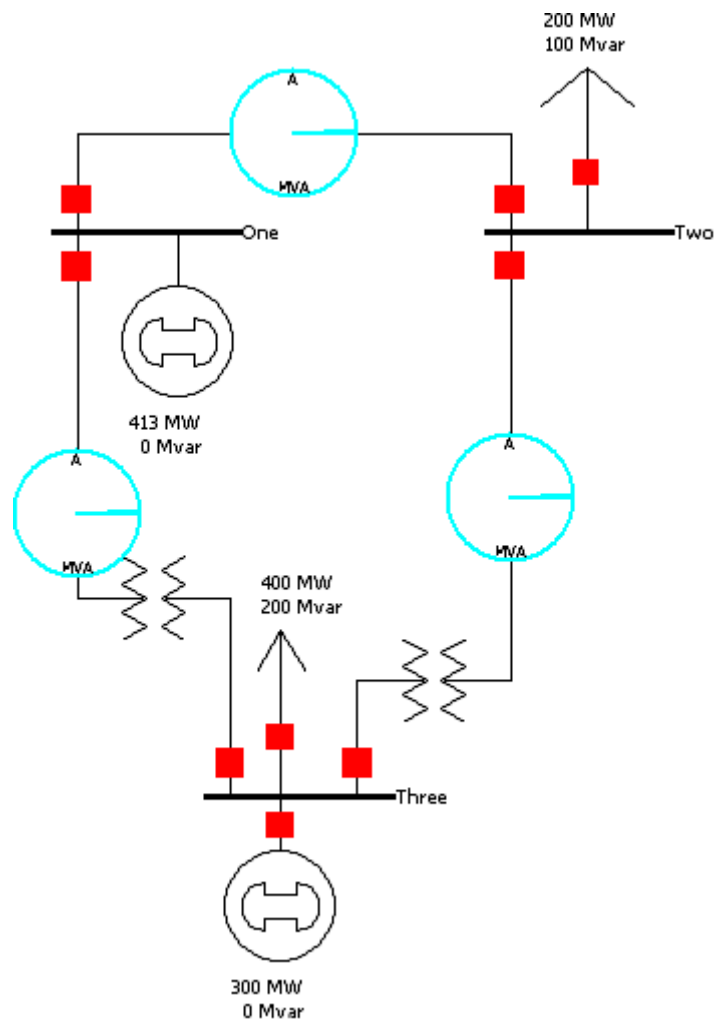 200 MW
100 Mvar
A
MVA
One
Two
413 MW
0 Mvar
A
MVA
A
MVA
400 MW
200 Mvar
Three
300 MW
0 Mvar